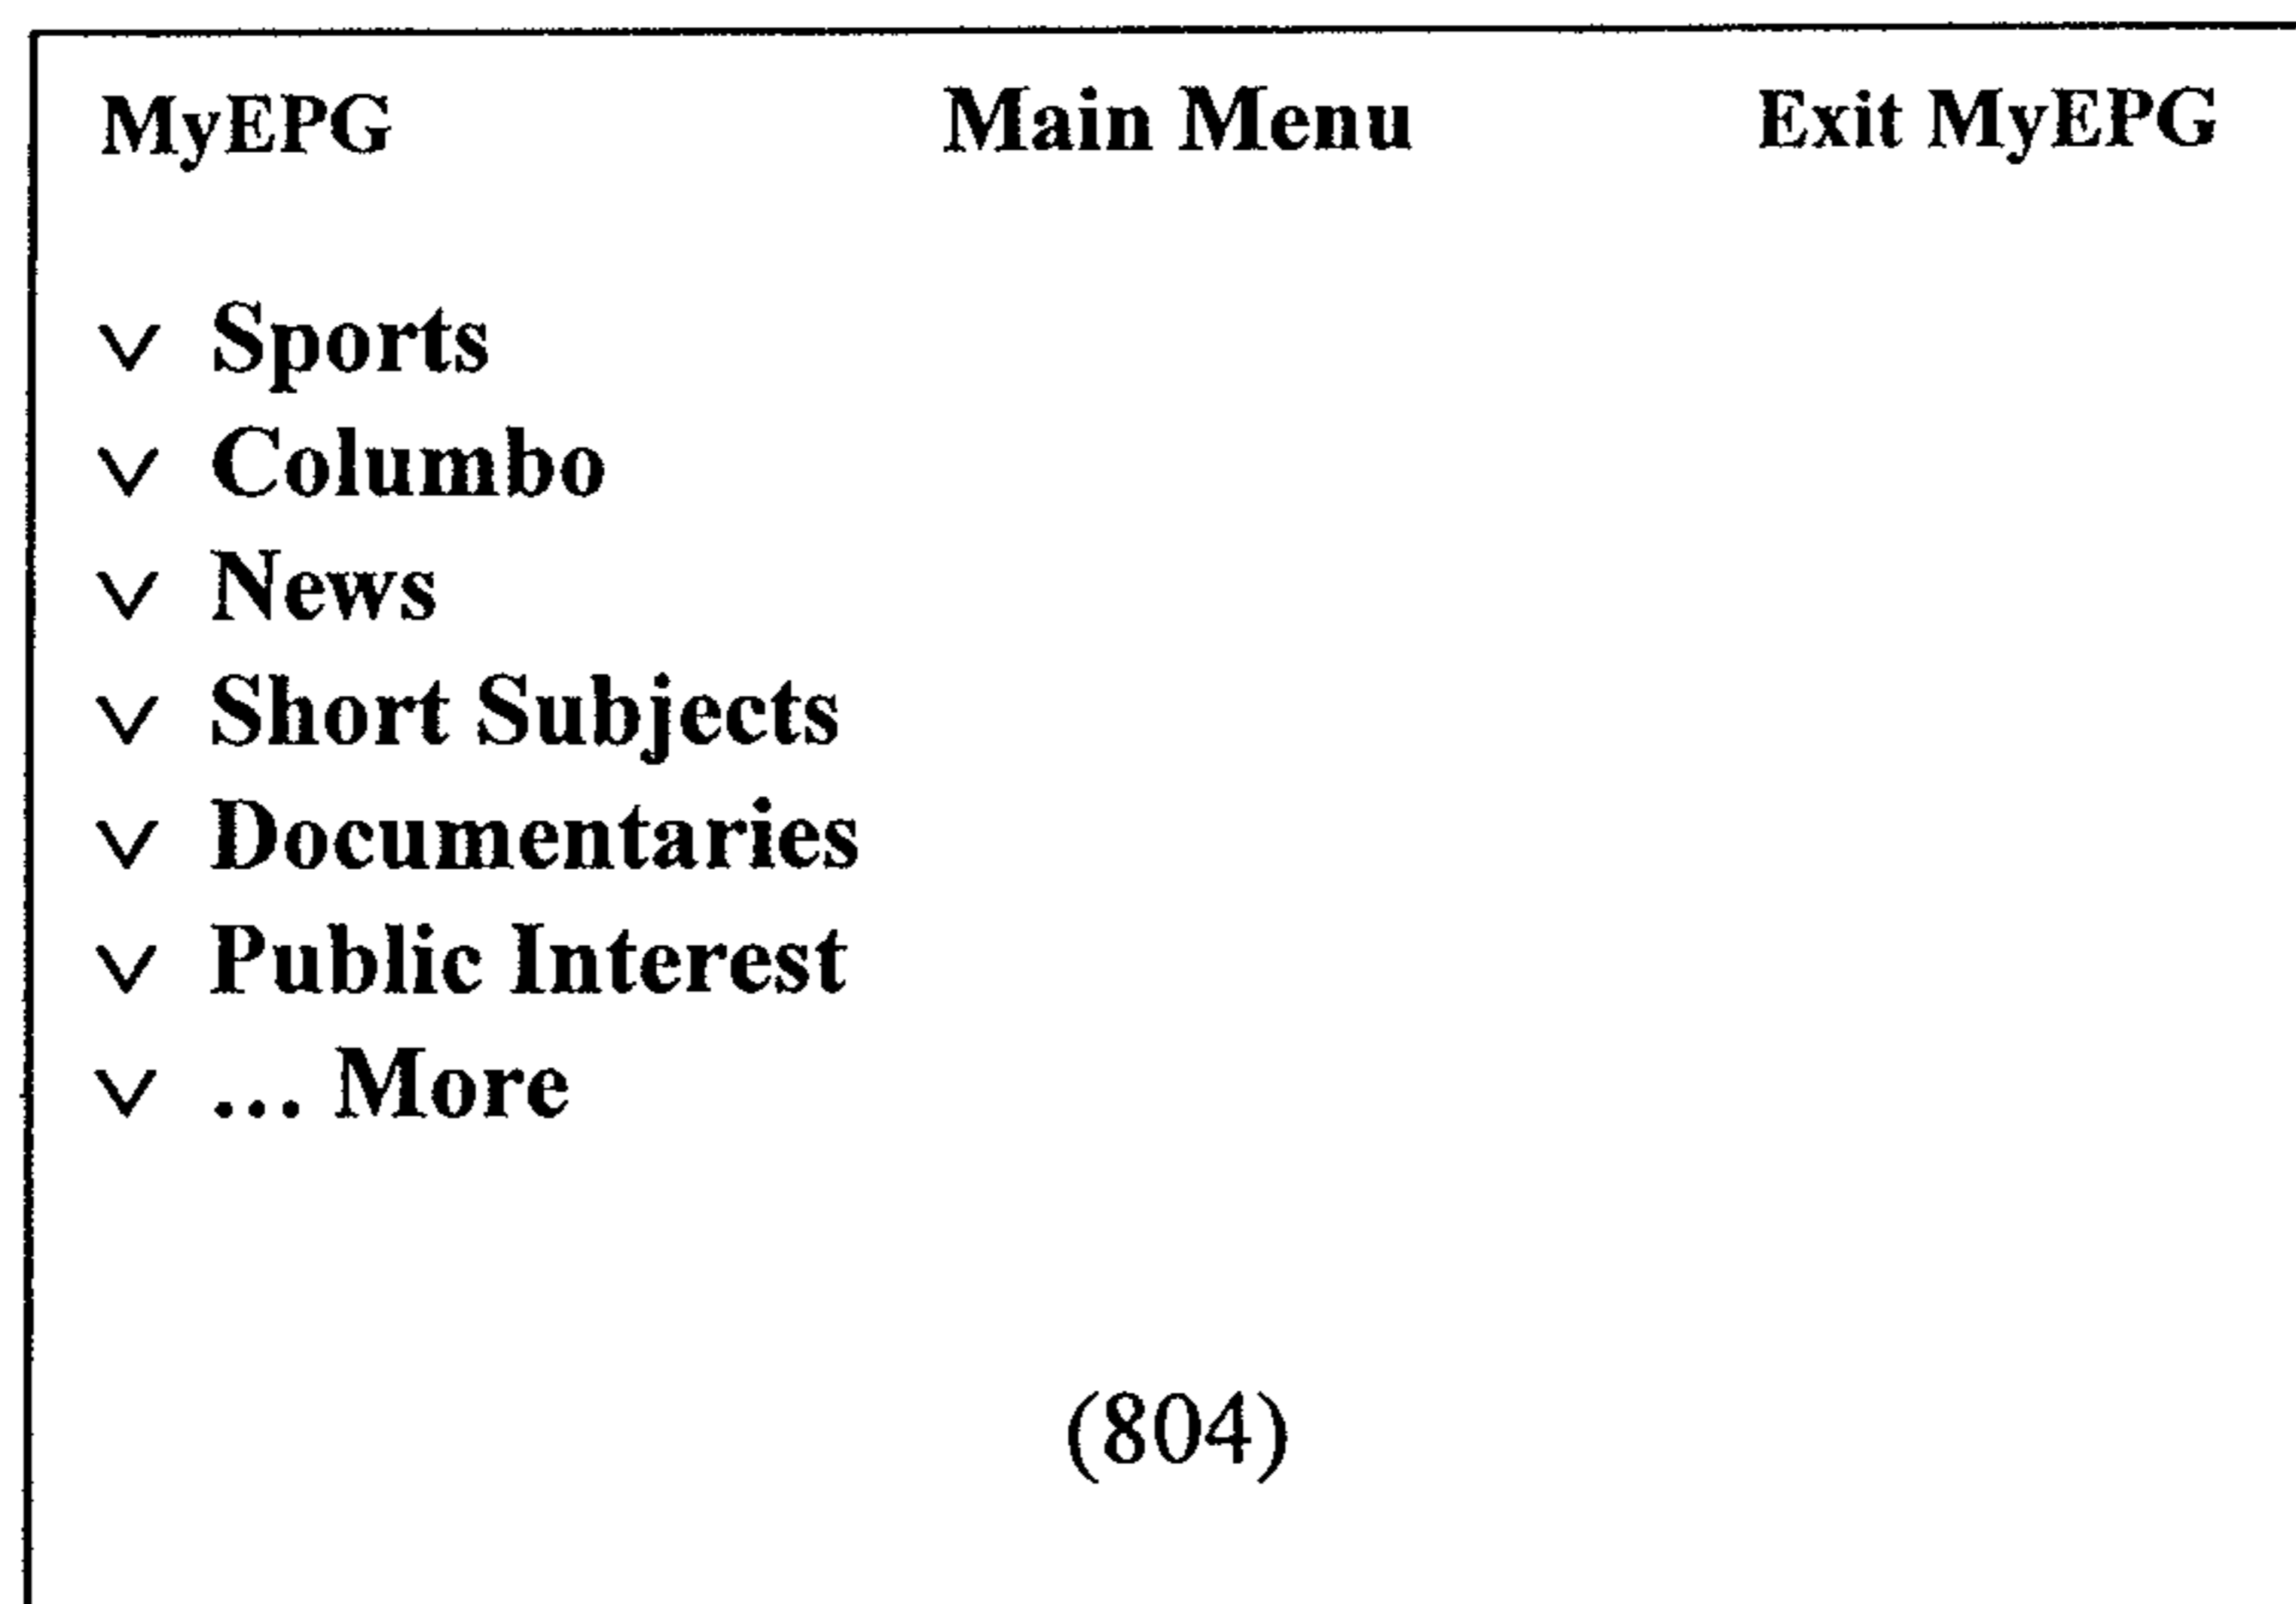 MyEPG Main Menu Exit MyEPG
∨ Sports
∨ Columbo
∨ News
∨ Short Subjects
∨ Documentaries
∨ Public Interest
∨ ... More
(804)